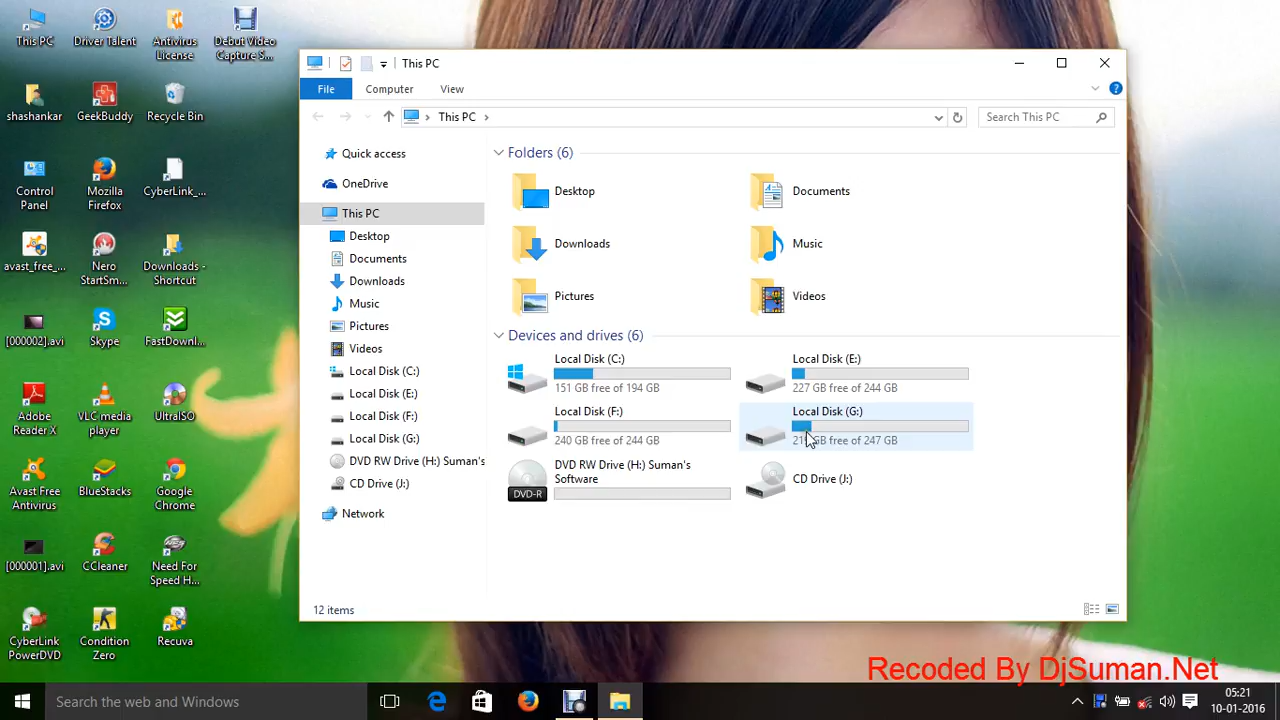 This PC
Driver Talent
Antivirus License
Debut Video Capture S...
shashankar
GeekBuddy
Recycle Bin
Control Panel
Mozilla Firefox
CyberLink_...
avast_free_...
Nero StartSm...
Downloads - Shortcut
[000002].avi
Skype
FastDownl...
Adobe Reader X
VLC media player
UltraISO
Avast Free Antivirus
BlueStacks
Google Chrome
[000001].avi
CCleaner
Need For Speed H...
CyberLink PowerDVD
Condition Zero
Recuva
This PC
File
Computer
View
This PC
Search This PC
Quick access
OneDrive
This PC
Desktop
Documents
Downloads
Music
Pictures
Videos
Local Disk (C:)
Local Disk (E:)
Local Disk (F:)
Local Disk (G:)
DVD RW Drive (H:) Suman's
CD Drive (J:)
Network
Folders (6)
Desktop
Documents
Downloads
Music
Pictures
Videos
Devices and drives (6)
Local Disk (C:)
151 GB free of 194 GB
Local Disk (E:)
227 GB free of 244 GB
Local Disk (F:)
240 GB free of 244 GB
Local Disk (G:)
GB free of 247 GB
DVD RW Drive (H:) Suman's
Software
DVD-R
CD Drive (J:)
12 items
Recoded By DjSuman.Net
Search the web and Windows
05:21
10-01-2016